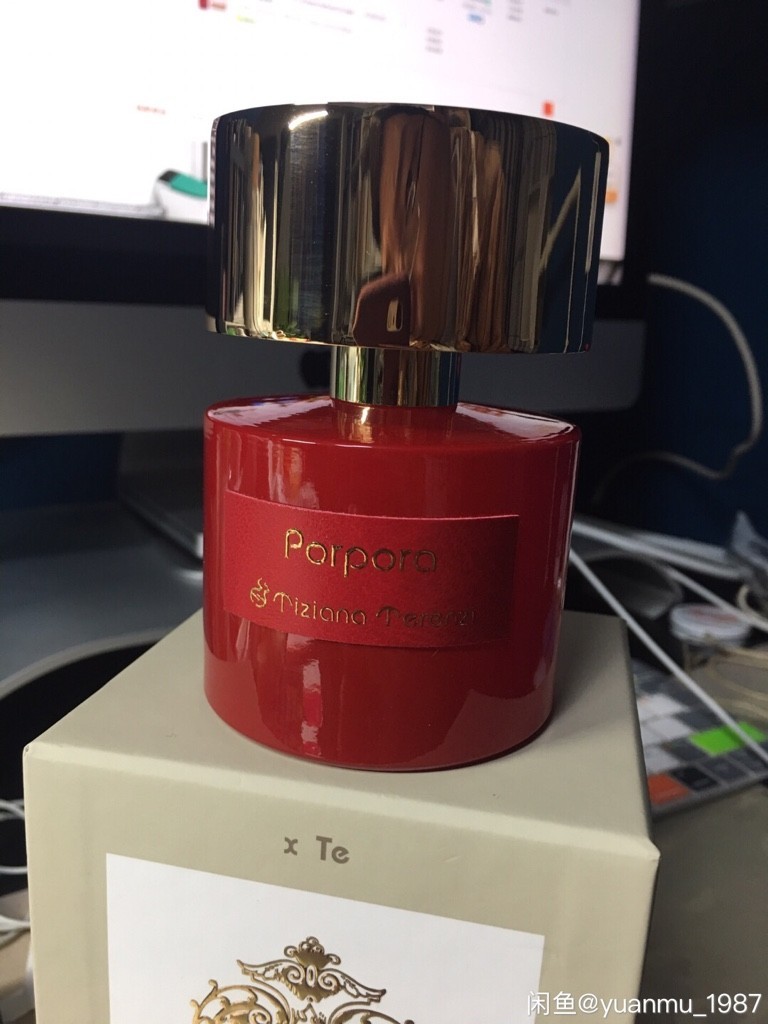 Porpora
Tiziana Terenzi
x Te
闲鱼@yuanmu_1987